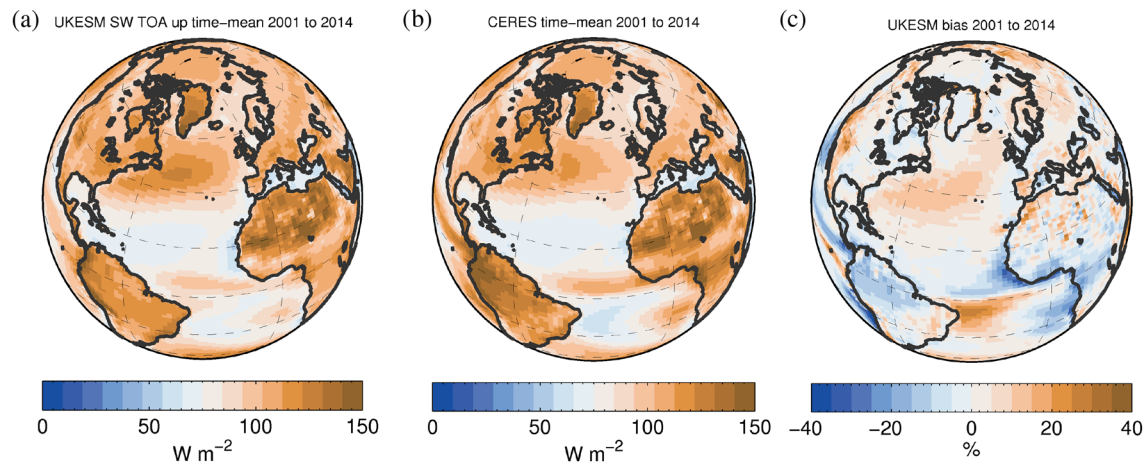 (a) UKESM SW TOA up time−mean 2001 to 2014
(b) CERES time−mean 2001 to 2014
(c) UKESM bias 2001 to 2014
0 50 100 150
W m−2
0 50 100 150
W m−2
−40 −20 0 20 40
%